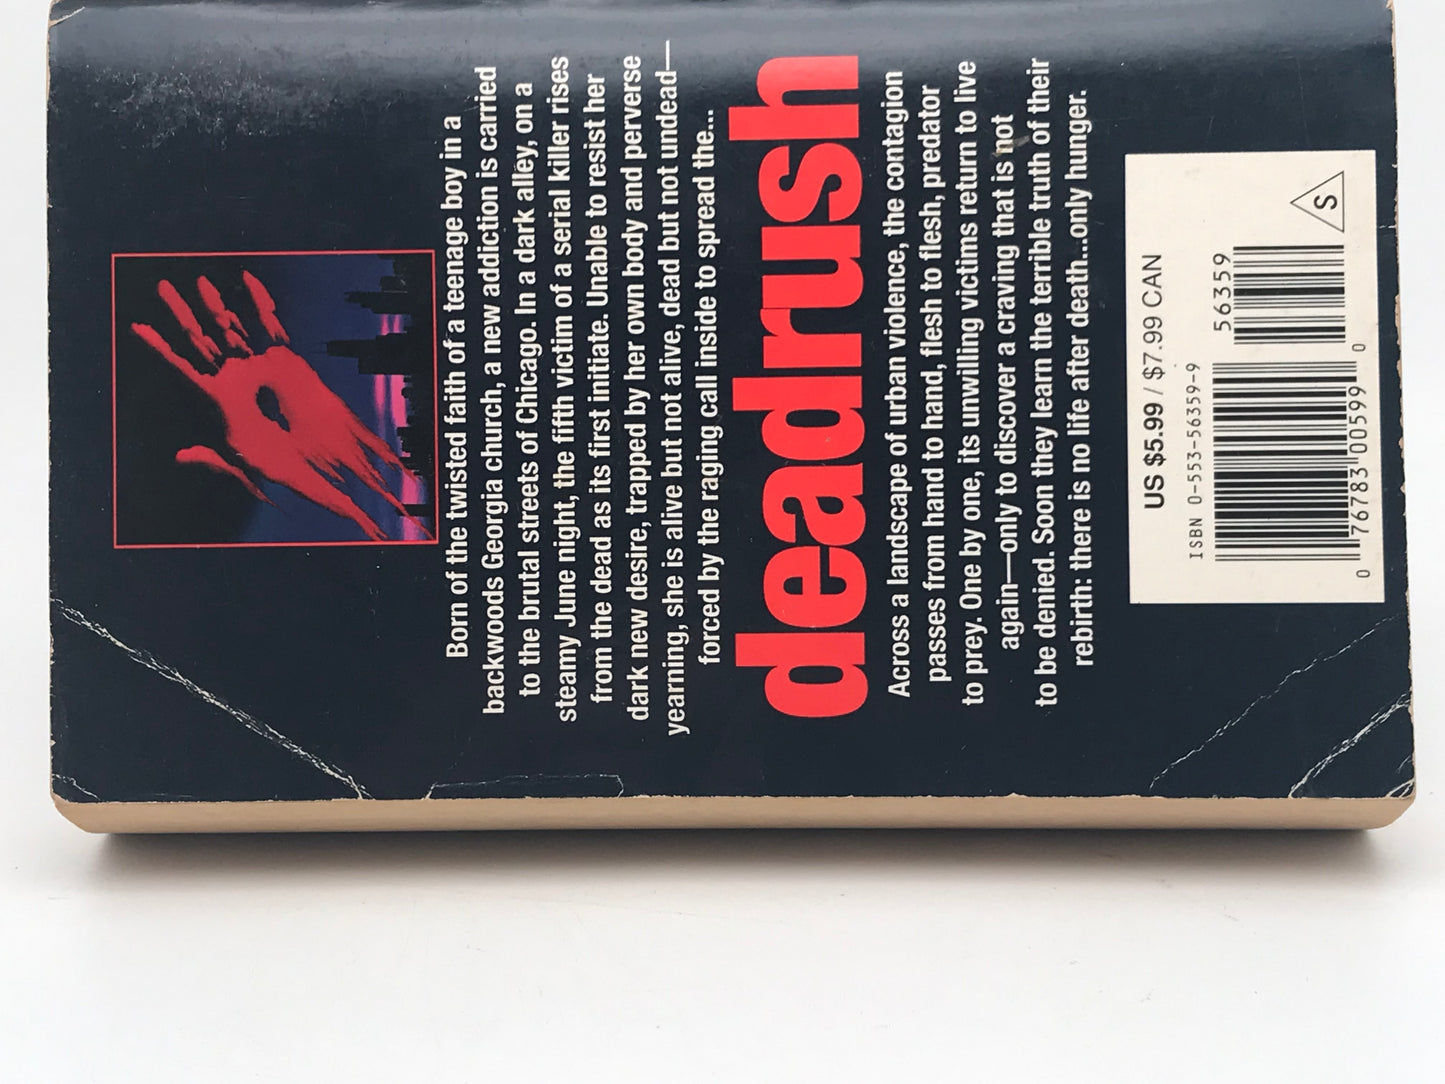 Born of the twisted faith of a teenage boy in a
backwoods Georgia church, a new addiction is carried
to the brutal streets of Chicago. In a dark alley, on a
steamy June night, the fifth victim of a serial killer rises
from the dead as its first initiate. Unable to resist her
dark new desire, trapped by her own body and perverse
yearning, she is alive but not alive, dead but not undead—
forced by the raging call inside to spread the...
deadrush
Across a landscape of urban violence, the contagion
passes from hand to hand, flesh to flesh, predator
to prey. One by one, its unwilling victims return to live
again—only to discover a craving that is not
to be denied. Soon they learn the terrible truth of their
rebirth: there is no life after death...only hunger.
US $5.99 / $7.99 CAN
ISBN 0-553-56359-9
56359
S
0 76783 00599 0